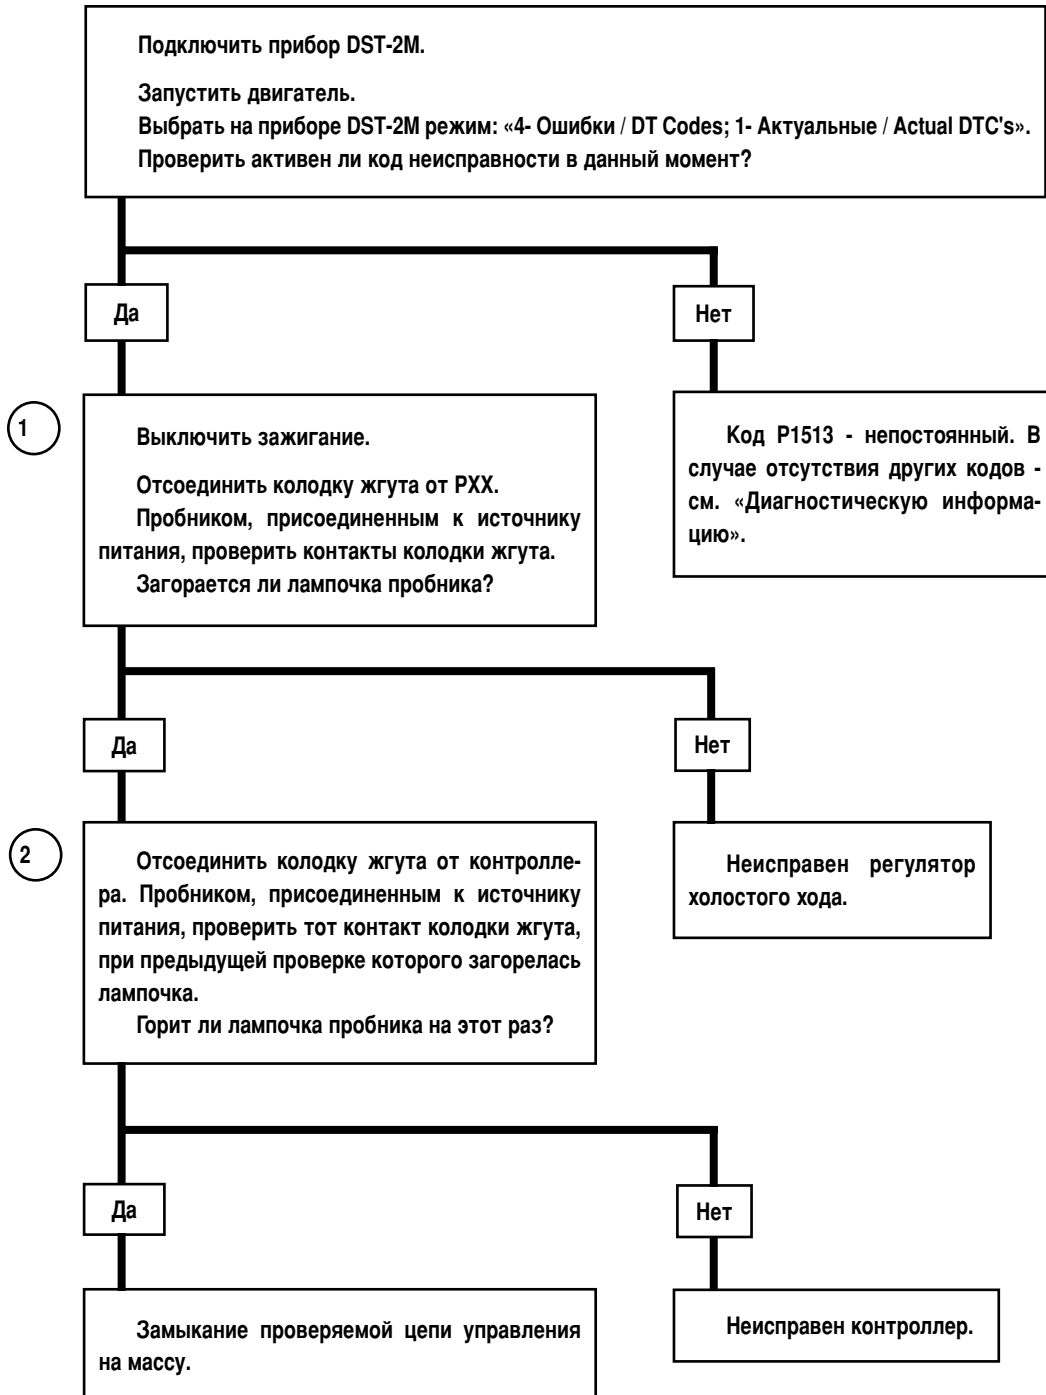 Подключить прибор DST-2M.
Запустить двигатель.
Выбрать на приборе DST-2M режим: «4- Ошибки / DT Codes; 1- Актуальные / Actual DTC's».
Проверить активен ли код неисправности в данный момент?
Да
Нет
1
Выключить зажигание.
Отсоединить колодку жгута от РХХ.
Пробником, присоединенным к источнику
питания, проверить контакты колодки жгута.
Загорается ли лампочка пробника?
Код P1513 - непостоянный. В
случае отсутствия других кодов -
см. «Диагностическую информа-
цию».
Да
Нет
2
Отсоединить колодку жгута от контролле-
ра. Пробником, присоединенным к источнику
питания, проверить тот контакт колодки жгута,
при предыдущей проверке которого загорелась
лампочка.
Горит ли лампочка пробника на этот раз?
Неисправен регулятор
холостого хода.
Да
Нет
Замыкание проверяемой цепи управления
на массу.
Неисправен контроллер.